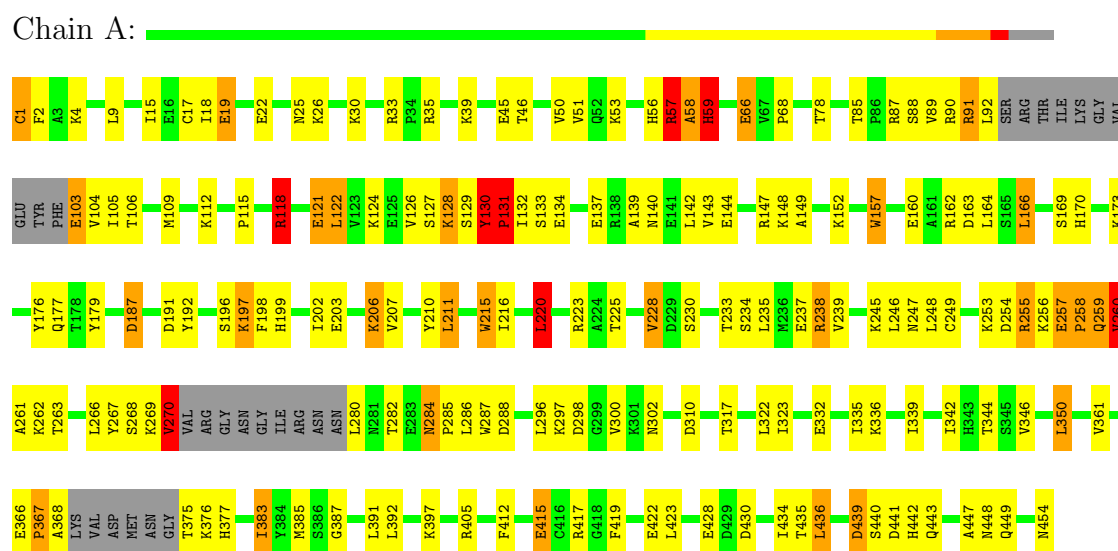 Chain A:
C1 F2 A3 K4 L9 I15 E16 C17 I18 E19 E22 N25 K26 K30 R33 P34 R35 K39 E45 T46 V50 V51 Q52 K53 H56 R57 A58 H59 E66 V67 P68 T78 T85 P86 R87 S88 V89 R90 R91 L92 SER ARG THR ILE LYS GLY VAL
GLU TYR PHE E103 V104 I105 T106 M109 K112 P115 R118 E121 L122 V123 K124 E125 V126 S127 K128 S129 Y130 P131 I132 S133 E134 E137 R138 A139 N140 E141 L142 V143 E144 R147 K148 A149 K152 W157 E160 A161 R162 D163 L164 S165 L166 S169 H170 K173
Y176 Q177 T178 Y179 D187 D191 Y192 S196 K197 F198 H199 I202 E203 K206 V207 Y210 L211 W215 I216 L220 R223 A224 T225 V228 D229 S230 T233 S234 L235 M236 E237 R238 V239 K245 L246 N247 L248 C249 K253 D254 R255 K256 E257 P258 Q259
A261 K262 T263 L266 Y267 S268 K269 V270 VAL ARG GLY ASN GLY ILE ARG ASN ASN L280 N281 T282 E283 N284 P285 L286 W287 D288 L296 K297 D298 G299 V300 K301 N302 D310 T317 L322 I323 E332 I335 K336 I339 I342 H343 T344 S345 V346 L350 V361
E366 P367 A368 LYS VAL ASP MET ASN GLY T375 K376 H377 I383 Y384 M385 S386 G387 L391 L392 K397 R405 F412 E415 C416 R417 G418 F419 E422 L423 E428 D429 D430 I434 T435 L436 D439 S440 D441 H442 Q443 A447 N448 Q449 N454